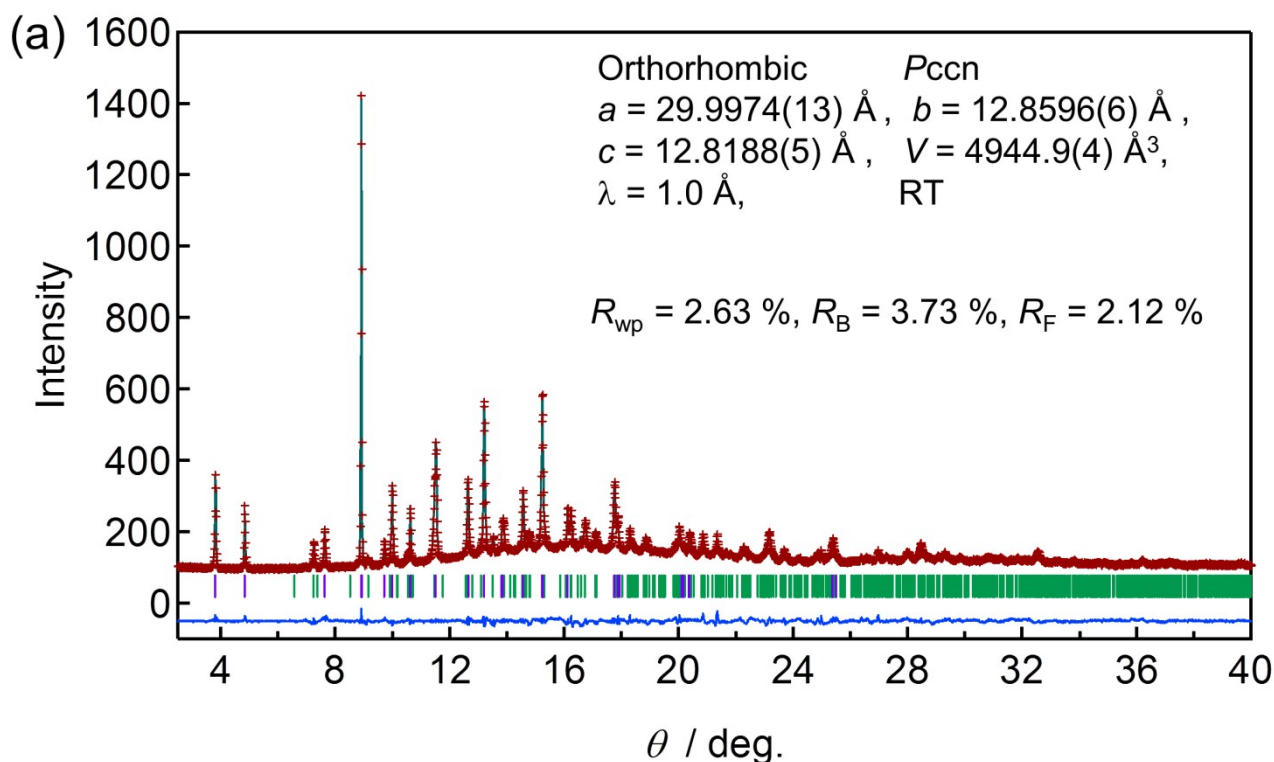 (a)
1600
1400
1200
1000
800
600
400
200
0
Intensity
Orthorhombic Pccn
a = 29.9974(13) Å , b = 12.8596(6) Å ,
c = 12.8188(5) Å , V = 4944.9(4) Å³,
λ = 1.0 Å, RT
Rwp = 2.63 %, RB = 3.73 %, RF = 2.12 %
4 8 12 16 20 24 28 32 36 40
θ / deg.